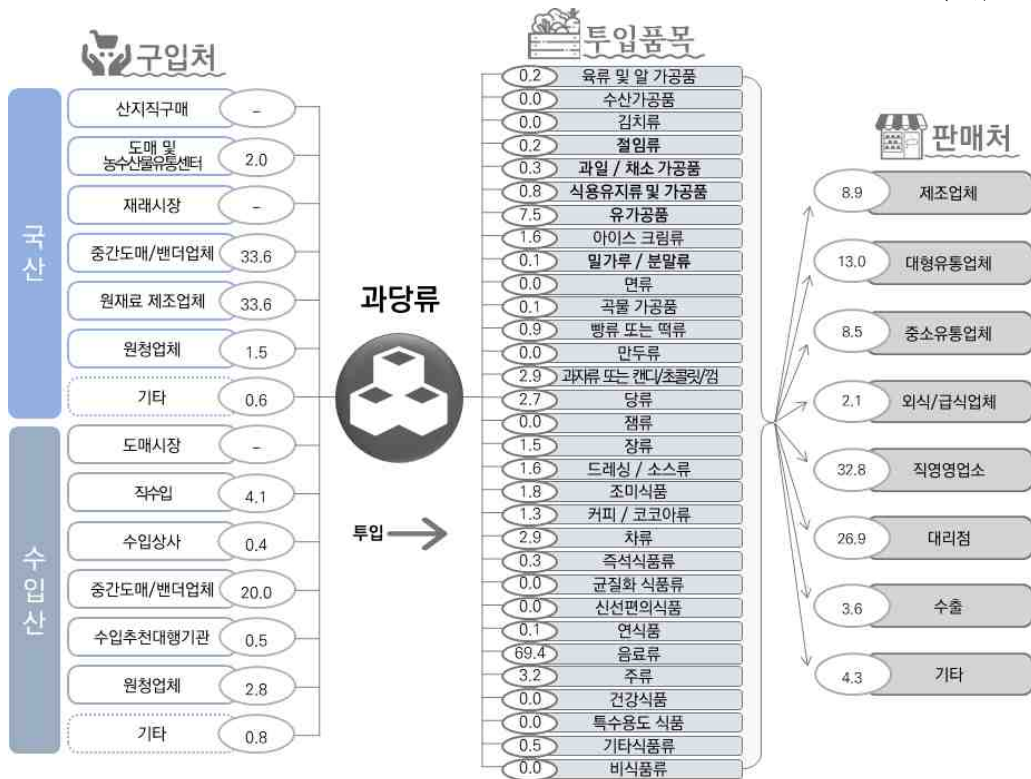 구입처
국산
산지직구매 -
도매 및
농수산물유통센터 2.0
재래시장 -
중간도매/밴더업체 33.6
원재료 제조업체 33.6
원청업체 1.5
기타 0.6
수입산
도매시장 -
직수입 4.1
수입상사 0.4
중간도매/밴더업체 20.0
수입추천대행기관 0.5
원청업체 2.8
기타 0.8
과당류
투입
투입품목
0.2 육류 및 알 가공품
0.0 수산가공품
0.0 김치류
0.2 절임류
0.3 과일 / 채소 가공품
0.8 식용유지류 및 가공품
7.5 유가공품
1.6 아이스 크림류
0.1 밀가루 / 분말류
0.0 면류
0.1 곡물 가공품
0.9 빵류 또는 떡류
0.0 만두류
2.9 과자류 또는 캔디/초콜릿/껌
2.7 당류
0.0 잼류
1.5 장류
1.6 드레싱 / 소스류
1.8 조미식품
1.3 커피 / 코코아류
2.9 차류
0.3 즉석식품류
0.0 균질화 식품류
0.0 신선편의식품
0.1 연식품
69.4 음료류
3.2 주류
0.0 건강식품
0.0 특수용도 식품
0.5 기타식품류
0.0 비식품류
판매처
8.9 제조업체
13.0 대형유통업체
8.5 중소유통업체
2.1 외식/급식업체
32.8 직영영업소
26.9 대리점
3.6 수출
4.3 기타